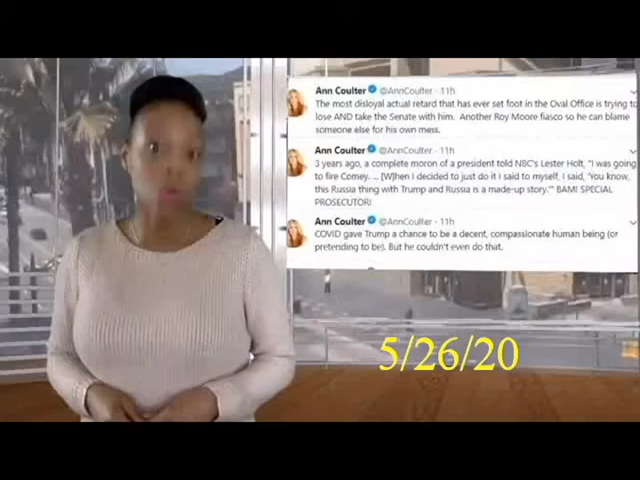 Ann Coulter @AnnCoulter · 11h
The most disloyal actual retard that has ever set foot in the Oval Office is trying to
lose AND take the Senate with him. Another Roy Moore fiasco so he can blame
someone else for his own mess.
Ann Coulter @AnnCoulter · 11h
3 years ago, a complete moron of a president told NBC's Lester Holt, "I was going
to fire Comey. ... [W]hen I decided to just do it I said to myself, I said, 'You know,
this Russia thing with Trump and Russia is a made-up story.'" BAM! SPECIAL
PROSECUTOR!
Ann Coulter @AnnCoulter · 11h
COVID gave Trump a chance to be a decent, compassionate human being (or
pretending to be). But he couldn't even do that.
5/26/20